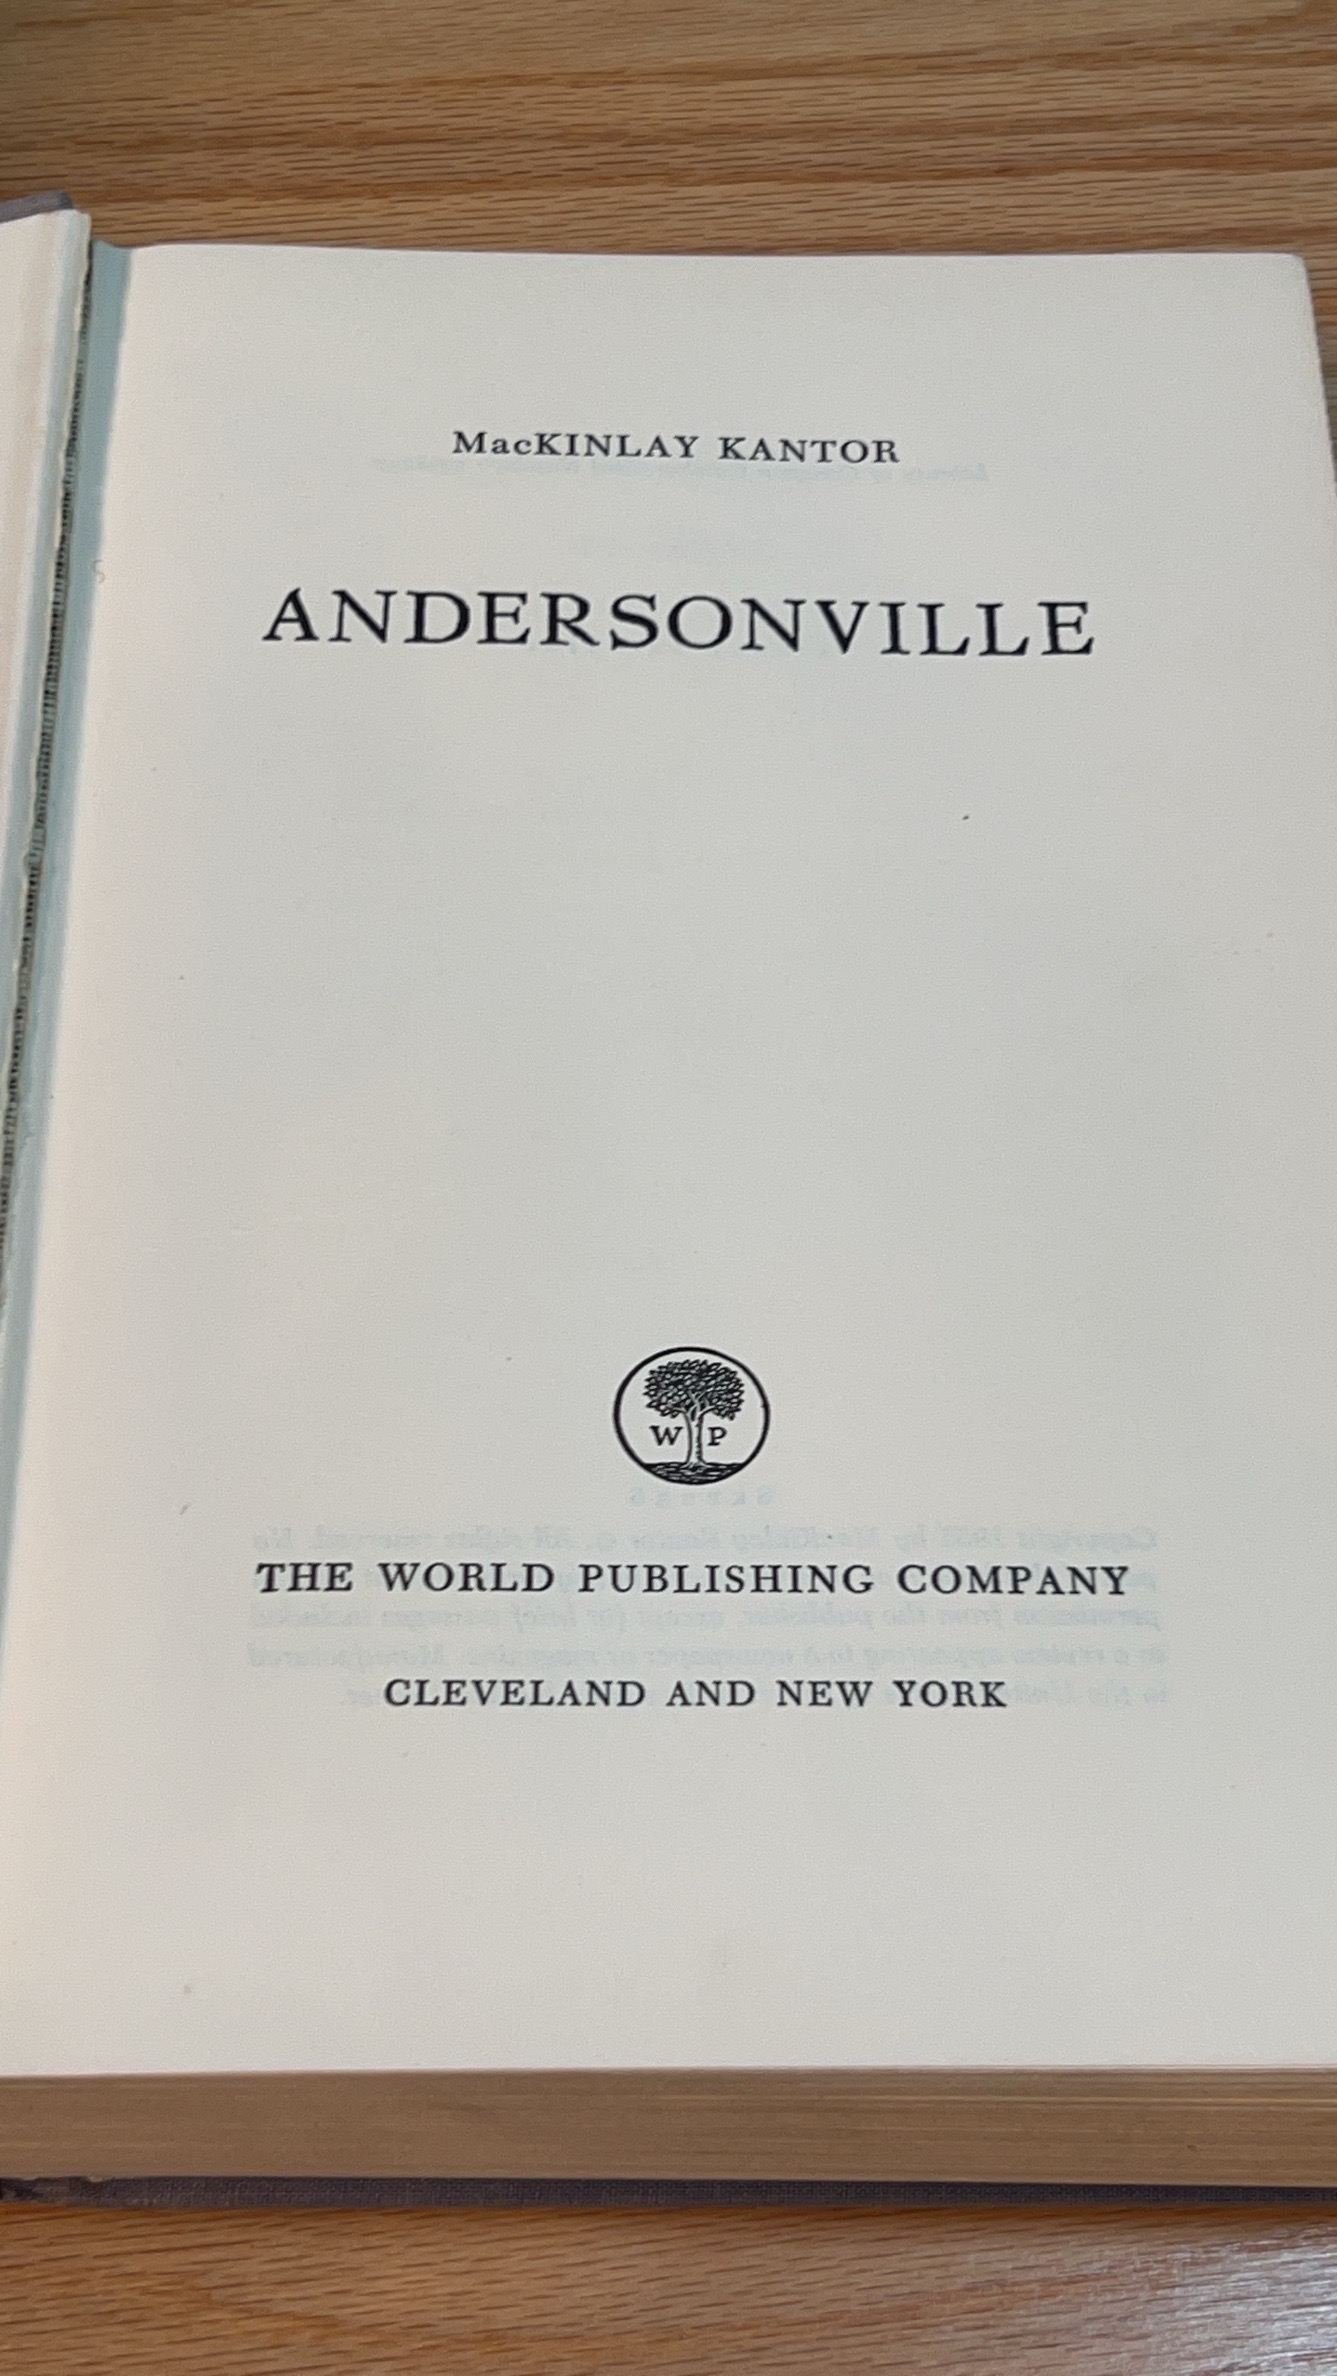 MacKINLAY KANTOR
ANDERSONVILLE
W P
THE WORLD PUBLISHING COMPANY
CLEVELAND AND NEW YORK